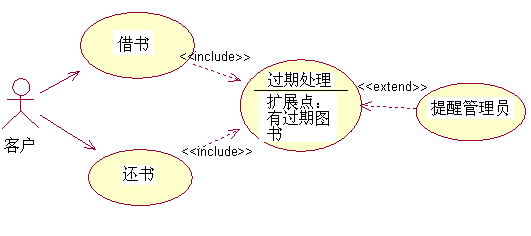 借书
<<include>>
过期处理
扩展点：
有过期图
书
<<extend>>
提醒管理员
客户
还书
<<include>>